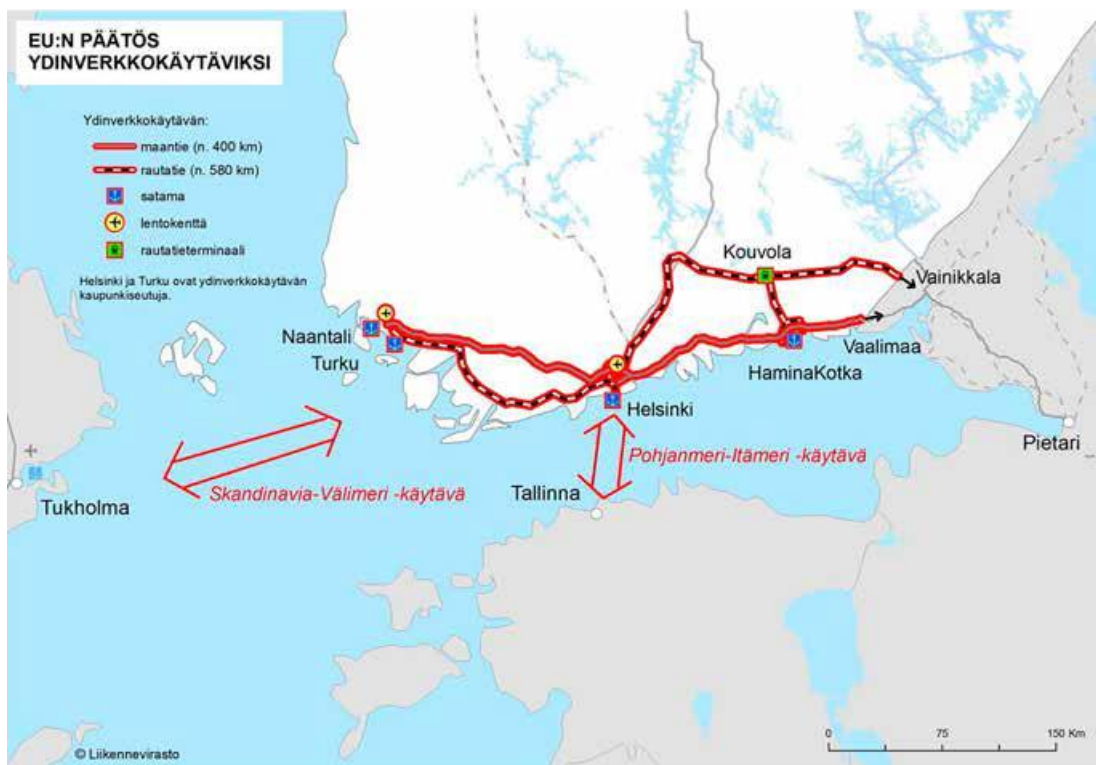 EU:N PÄÄTÖS
YDINVERKKOKÄYTÄVIKSI
Ydinverkkokäytävän:
maantie (n. 400 km)
rautatie (n. 580 km)
satama
lentokenttä
rautatieterminaali
Helsinki ja Turku ovat ydinverkkokäytävän
kaupunkiseutuja.
Kouvola
Vainikkala
Naantali
Turku
Vaalimaa
HaminaKotka
Helsinki
Pietari
Pohjanmeri-Itämeri -käytävä
Skandinavia-Välimeri -käytävä
Tallinna
Tukholma
© Liikennevirasto
0 75 150 km